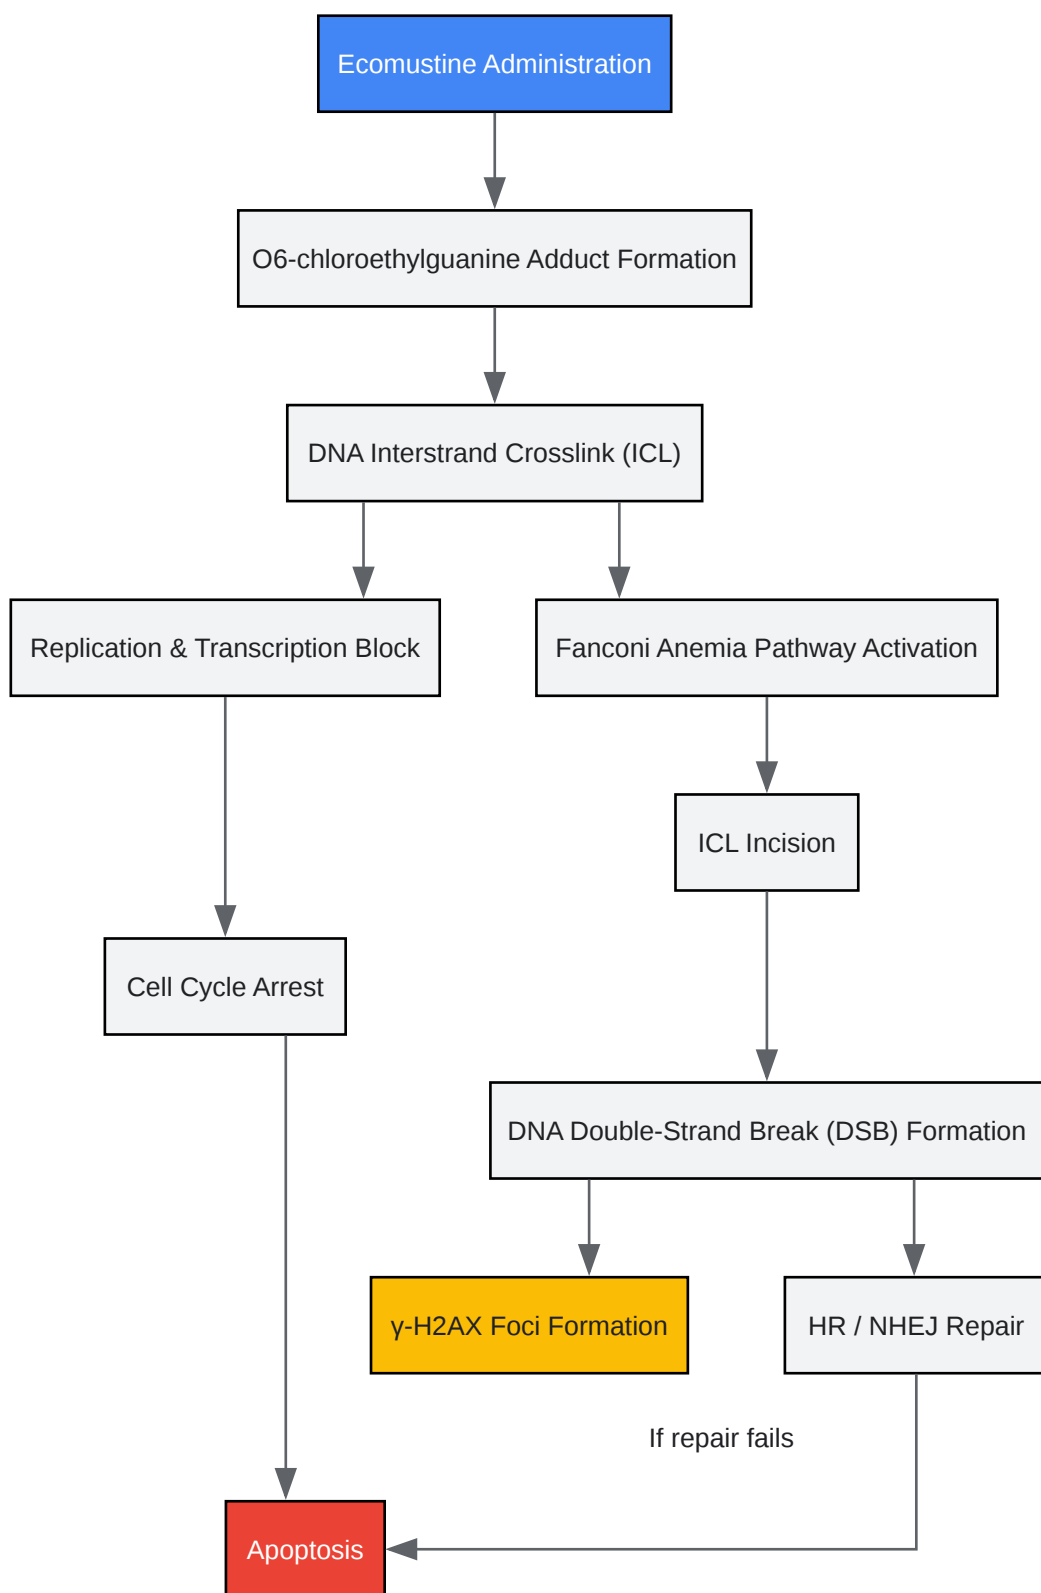 Ecomustine Administration
O6-chloroethylguanine Adduct Formation
DNA Interstrand Crosslink (ICL)
Replication & Transcription Block
Fanconi Anemia Pathway Activation
ICL Incision
Cell Cycle Arrest
DNA Double-Strand Break (DSB) Formation
γ-H2AX Foci Formation
HR / NHEJ Repair
If repair fails
Apoptosis